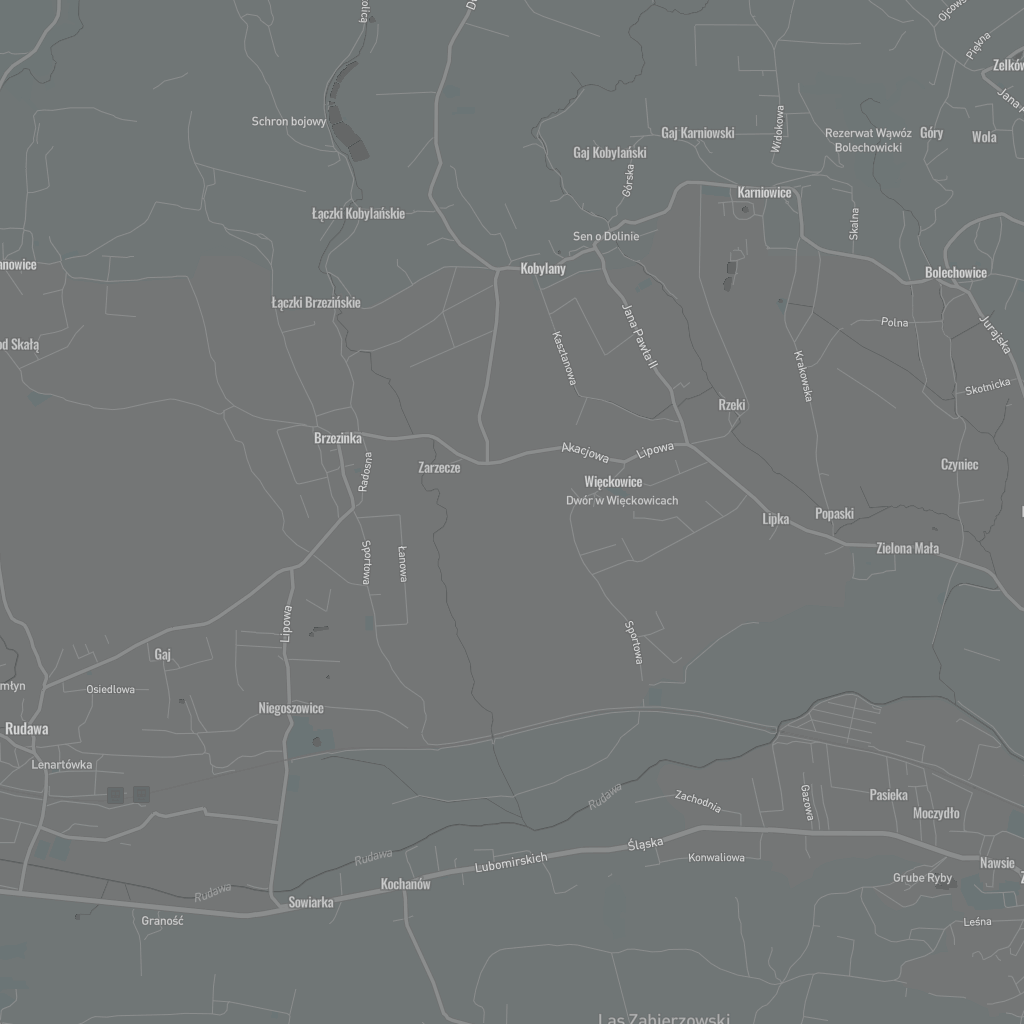 Piękna
Zelków
Schron bojowy
Gaj Karniowski
Widokowa
Rezerwat Wąwóz
Bolechowicki
Góry
Wola
Gaj Kobylański
Górska
Karniowice
Łączki Kobylańskie
Skalna
Sen o Dolinie
Kobylany
Bolechowice
Łączki Brzezińskie
Polna
Jurajska
Jana Pawła II
Kasztanowa
Krakowska
Skotnicka
Rzeki
Brzezinka
Zarzecze
Radosna
Akacjowa
Lipowa
Czyniec
Więckowice
Dwór w Więckowicach
Lipka
Popaski
Zielona Mała
Sportowa
Łanowa
Lipowa
Sportowa
Gaj
Osiedlowa
Niegoszowice
Rudawa
Lenartówka
Rudawa
Zachodnia
Gazowa
Pasieka
Moczydło
Śląska
Konwaliowa
Lubomirskich
Rudawa
Nawsie
Grube Ryby
Kochanów
Rudawa
Sowiarka
Graność
Leśna
Las Zabierzowski